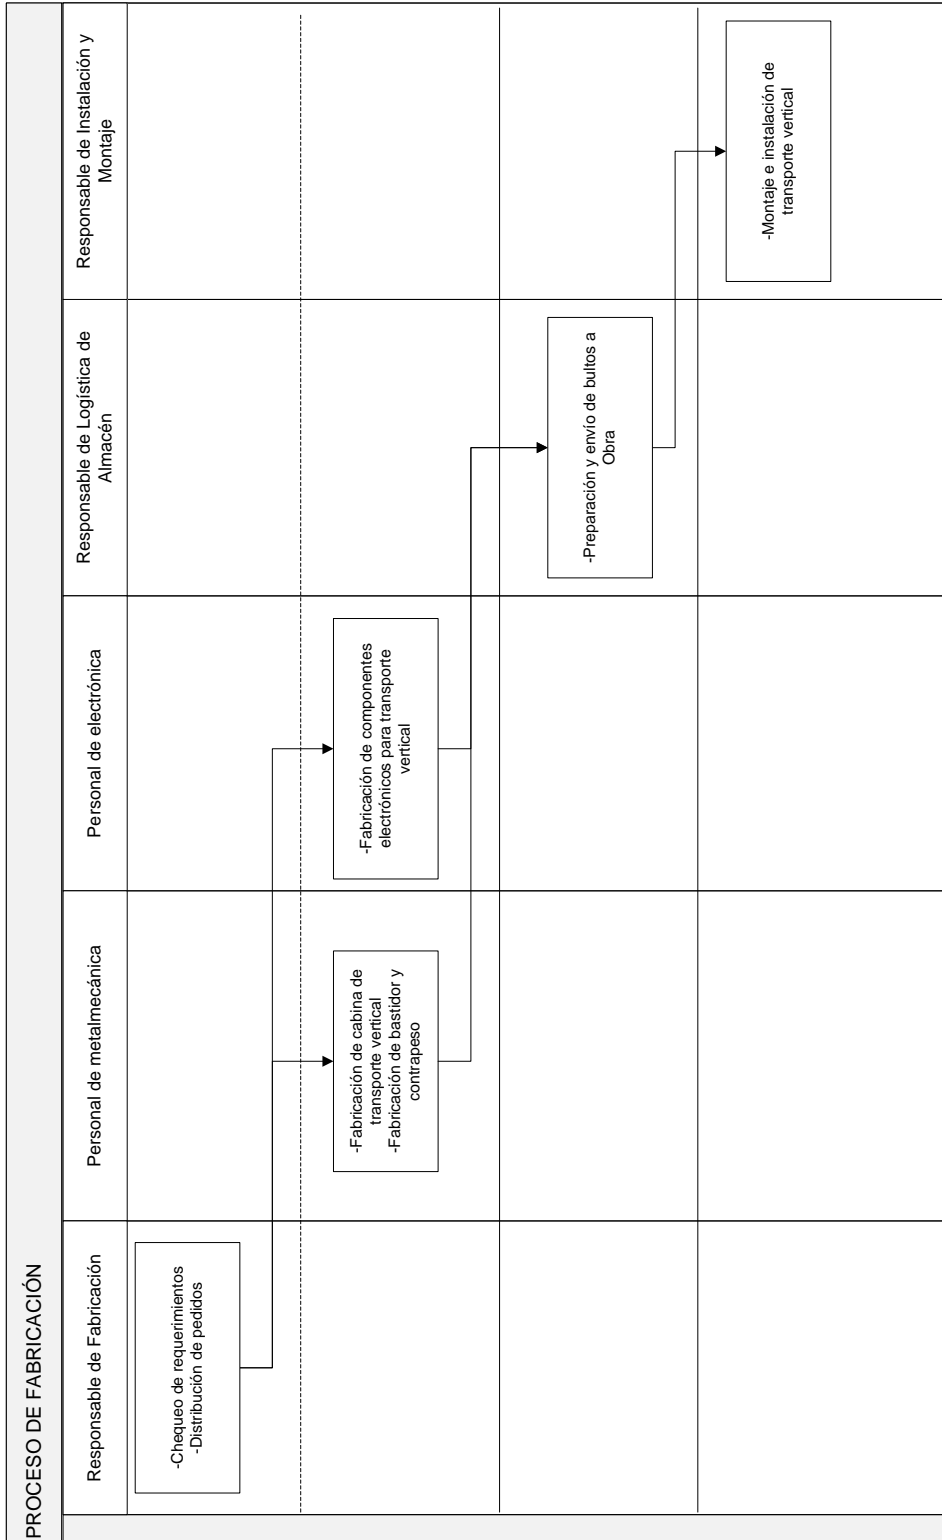 PROCESO DE FABRICACIÓN
Responsable de Fabricación
Personal de metalmecánica
Personal de electrónica
Responsable de Logística de
Almacén
Responsable de Instalación y
Montaje
-Chequeo de requerimientos
-Distribución de pedidos
-Fabricación de cabina de
transporte vertical
-Fabricación de bastidor y
contrapeso
-Fabricación de componentes
electrónicos para transporte
vertical
-Preparación y envío de bultos a
Obra
-Montaje e instalación de
transporte vertical